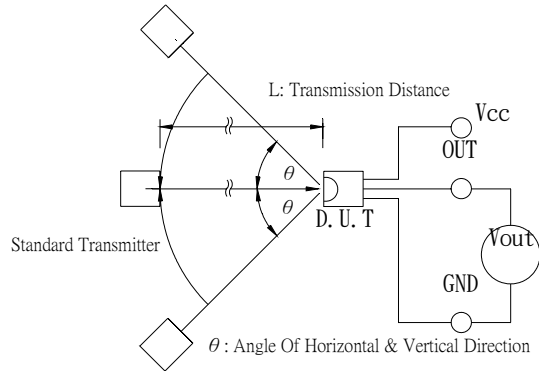 L: Transmission Distance
Vcc
OUT
θ
θ
D.U.T
Standard Transmitter
Vout
GND
θ : Angle Of Horizontal & Vertical Direction